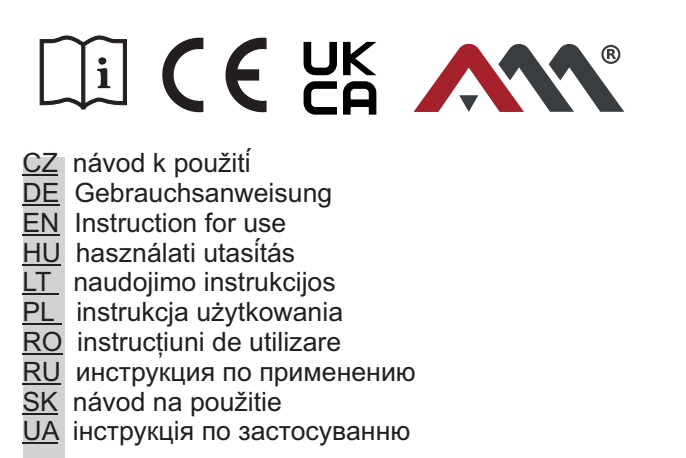 i CE UK CA AM®
CZ návod k použití
DE Gebrauchsanweisung
EN Instruction for use
HU használati utasítás
LT naudojimo instrukcijos
PL instrukcja użytkowania
RO instrucțiuni de utilizare
RU инструкция по применению
SK návod na použitie
UA інструкція по застосуванню